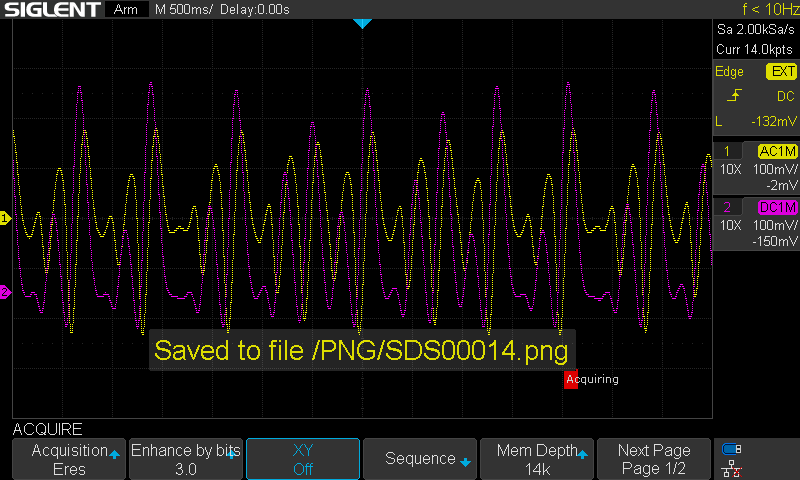 SIGLENT Arm M 500ms/ Delay:0.00s f < 10Hz
Sa 2.00kSa/s
Curr 14.0kpts
Edge EXT
DC
L -132mV
1 AC1M
10X 100mV/
-2mV
2 DC1M
10X 100mV/
-150mV
1
2
Saved to file /PNG/SDS00014.png
Acquiring
ACQUIRE
Acquisition
Eres
Enhance by bits
3.0
XY
Off
Sequence
Mem Depth
14k
Next Page
Page 1/2